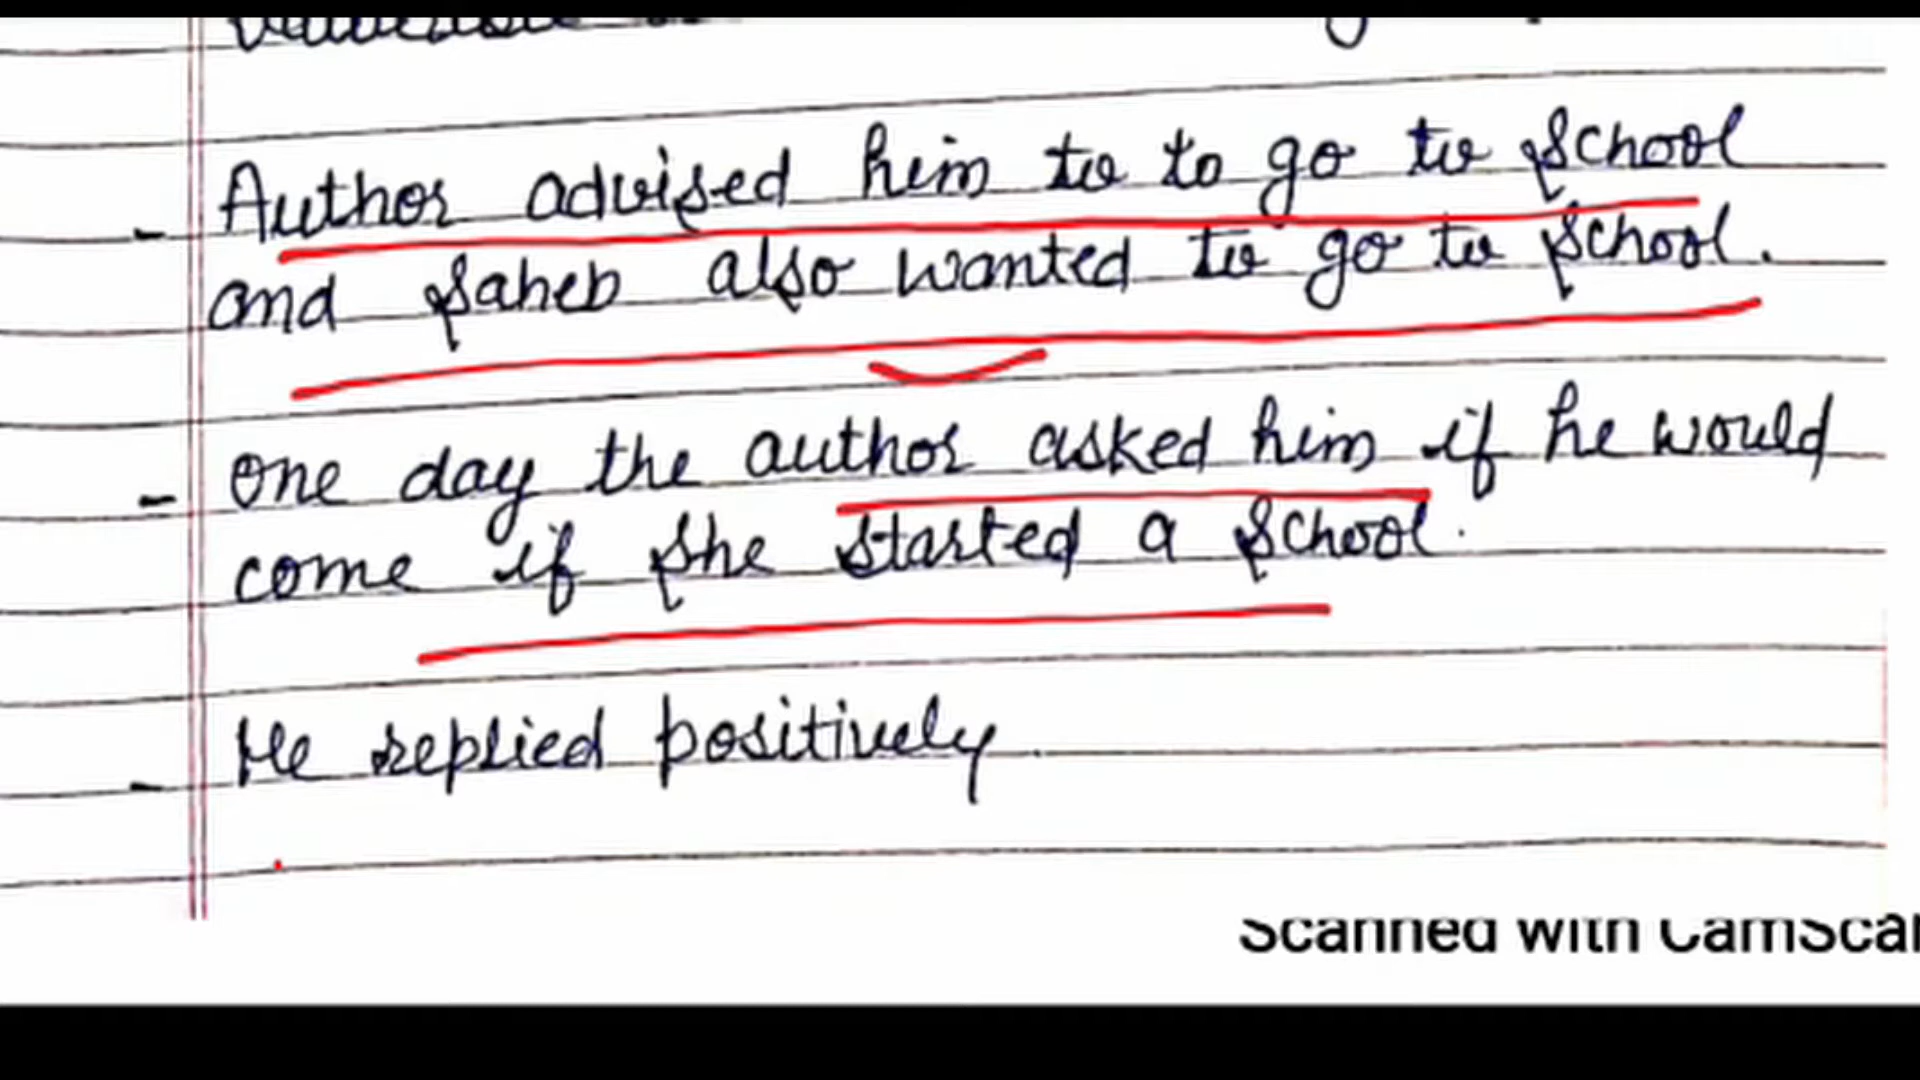 - Author advised him to to go to School
and Saheb also wanted to go to School.
- One day the author asked him if he would
come if she started a School.
- He replied positively.
Scanned with CamScan